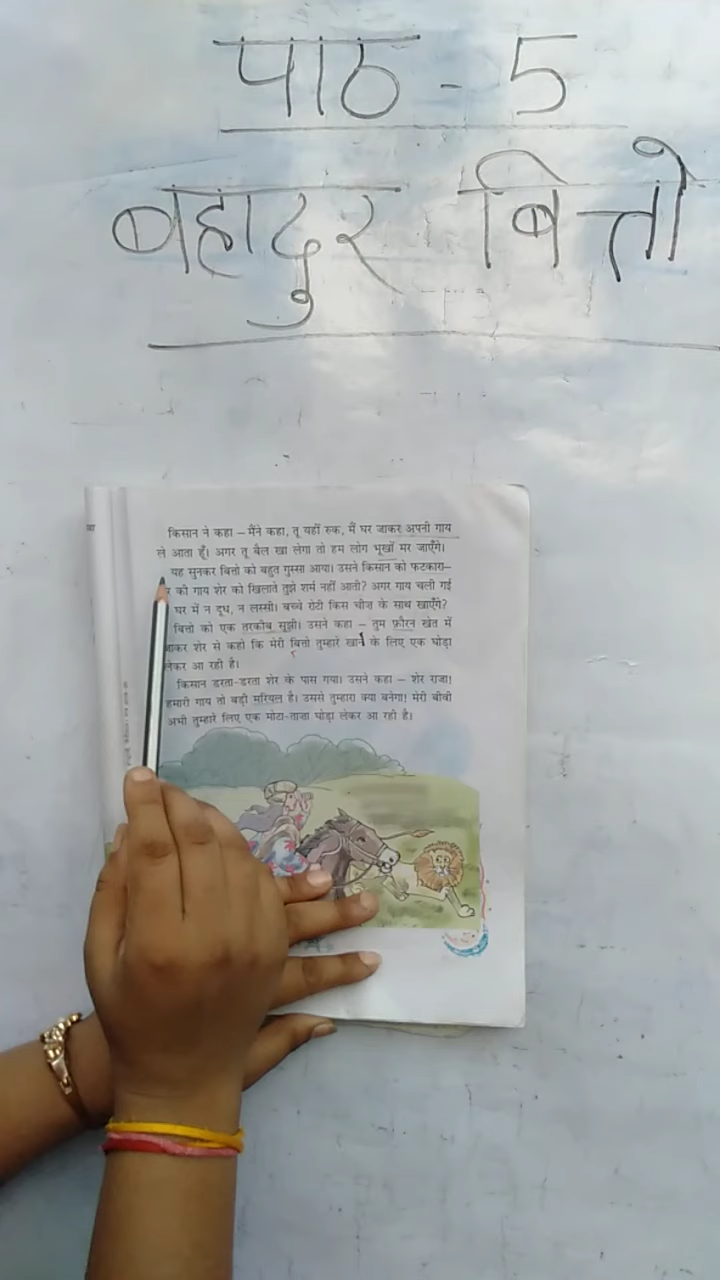 पाठ - 5
बहादुर बित्तो
किसान ने कहा – मैंने कहा, तू यहीं रुक, मैं घर जाकर अपनी गाय
ले आता हूँ। अगर तू बैल खा लेगा तो हम लोग भूखों मर जाएँगे।
यह सुनकर बित्तो को बहुत गुस्सा आया। उसने किसान को फटकारा–
की गाय शेर को खिलाते तुझे शर्म नहीं आती? अगर गाय चली गई
घर में न दूध, न लस्सी। बच्चे रोटी किस चीज के साथ खाएँगे?
बित्तो को एक तरकीब सूझी। उसने कहा – तुम फ़ौरन खेत में
जाकर शेर से कहो कि मेरी बित्तो तुम्हारे खाने के लिए एक घोड़ा
लेकर आ रही है।
किसान डरता-डरता शेर के पास गया। उसने कहा – शेर राजा!
हमारी गाय तो बड़ी मरियल है। उससे तुम्हारा क्या बनेगा! मेरी बीवी
अभी तुम्हारे लिए एक मोटा-ताजा घोड़ा लेकर आ रही है।